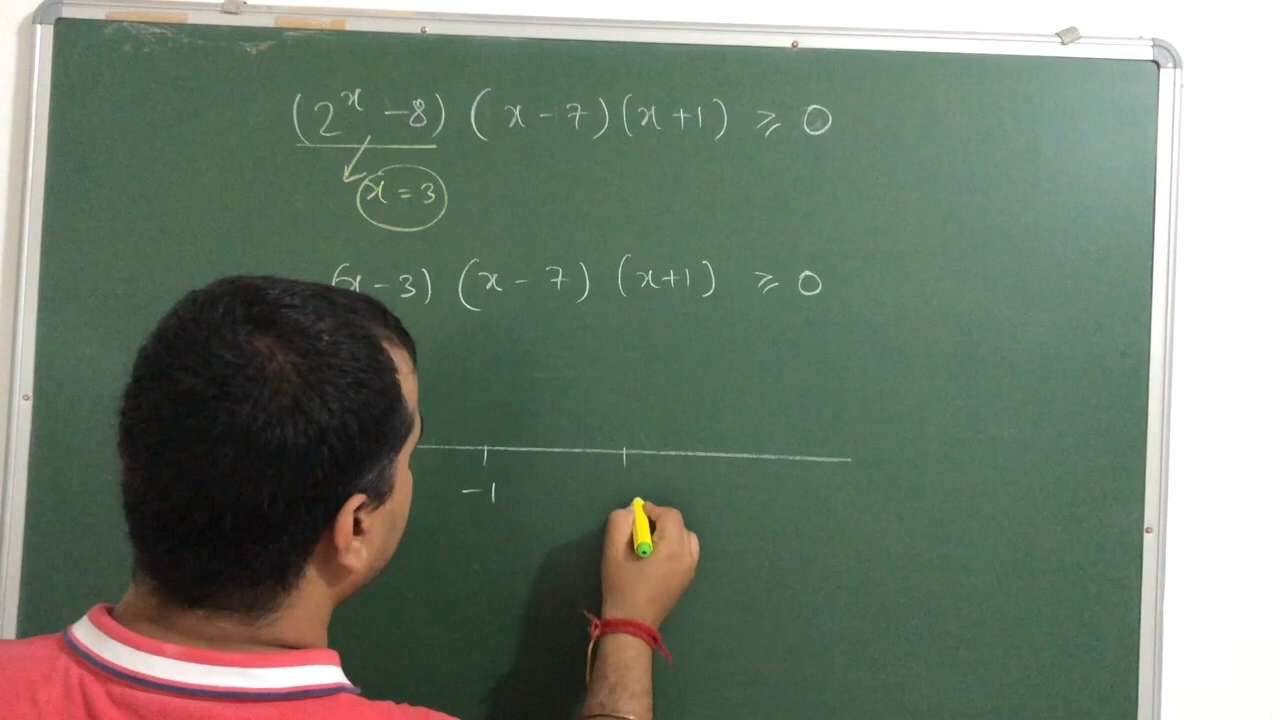 (2^x - 8) (x - 7)(x + 1) ≥ 0
x = 3
(x - 3) (x - 7) (x + 1) ≥ 0
-1